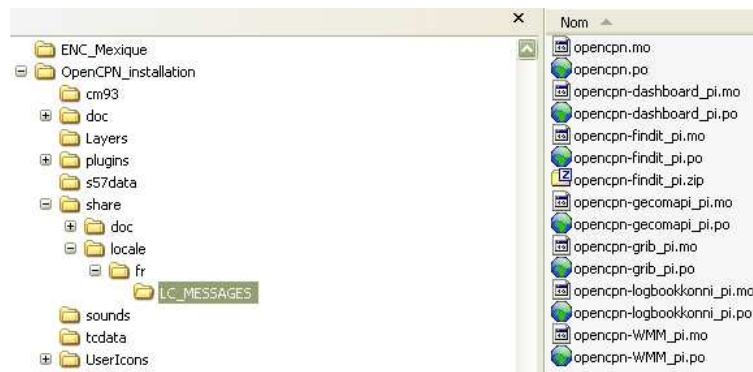 ENC_Mexique
OpenCPN_installation
cm93
doc
Layers
plugins
s57data
share
doc
locale
fr
LC_MESSAGES
sounds
tcdata
UserIcons
Nom
opencpn.mo
opencpn.po
opencpn-dashboard_pi.mo
opencpn-dashboard_pi.po
opencpn-findit_pi.mo
opencpn-findit_pi.po
opencpn-findit_pi.zip
opencpn-gecomapi_pi.mo
opencpn-gecomapi_pi.po
opencpn-grib_pi.mo
opencpn-grib_pi.po
opencpn-logbookkonni_pi.mo
opencpn-logbookkonni_pi.po
opencpn-WMM_pi.mo
opencpn-WMM_pi.po